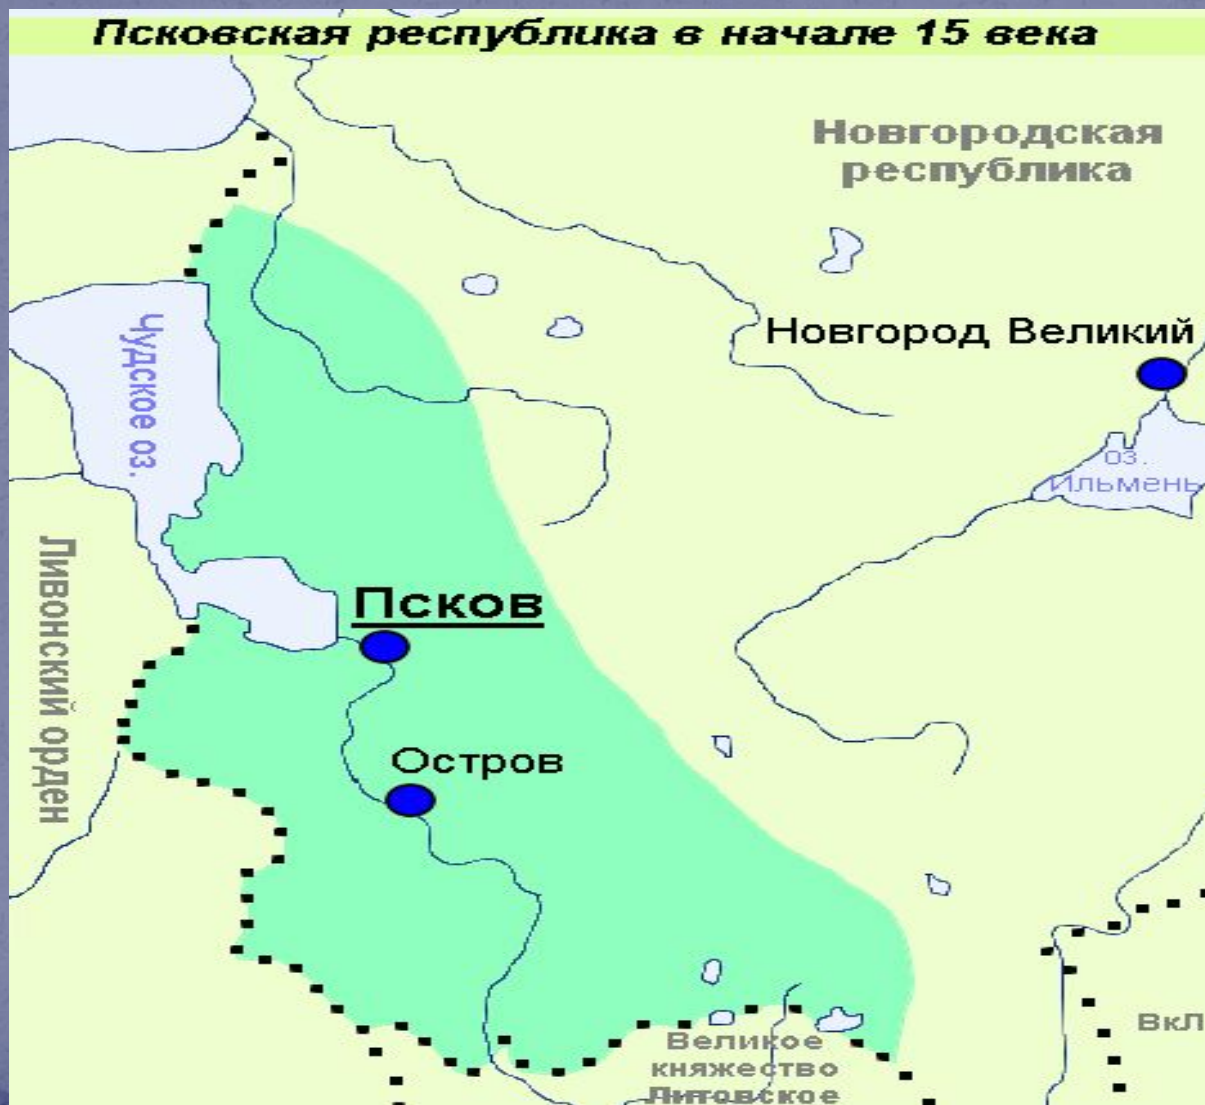 Псковская республика в начале 15 века
Новгородская
республика
Новгород Великий
Чудское оз.
оз.
Ильмень
Ливонский орден
Псков
Остров
Великое
княжество
Литовское
ВкЛ